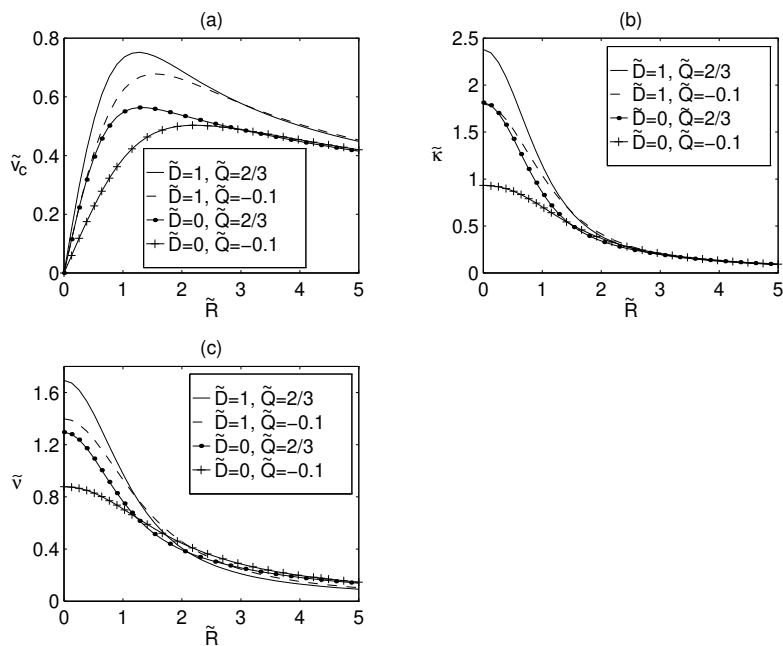 (a)
0.8
0.6
0.4
0.2
0
ṽc
D̃=1, Q̃=2/3
D̃=1, Q̃=−0.1
D̃=0, Q̃=2/3
D̃=0, Q̃=−0.1
0 1 2 3 4 5
R̃
(b)
2.5
2
1.5
1
0.5
0
κ̃
D̃=1, Q̃=2/3
D̃=1, Q̃=−0.1
D̃=0, Q̃=2/3
D̃=0, Q̃=−0.1
0 1 2 3 4 5
R̃
(c)
1.6
1.2
0.8
0.4
0
ṽ
D̃=1, Q̃=2/3
D̃=1, Q̃=−0.1
D̃=0, Q̃=2/3
D̃=0, Q̃=−0.1
0 1 2 3 4 5
R̃